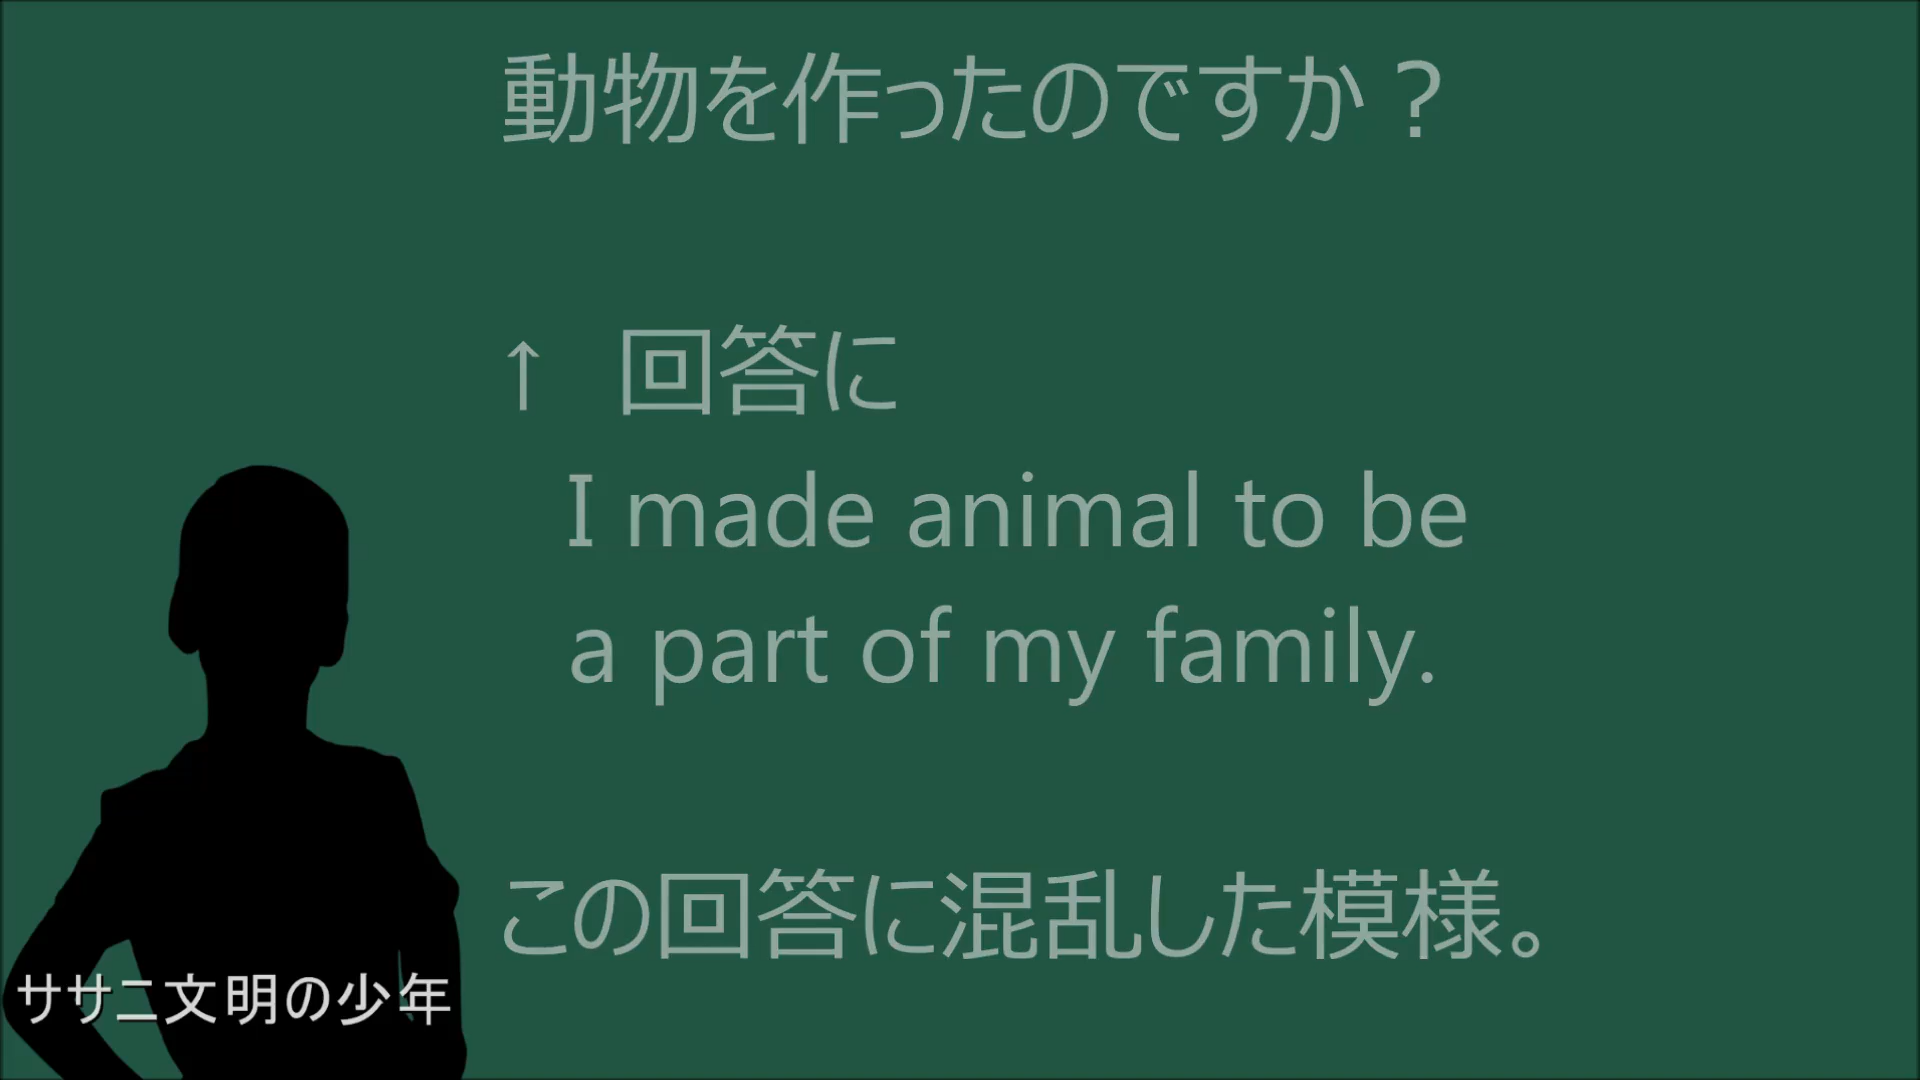 動物を作ったのですか？
↑　回答に
I made animal to be
a part of my family.
この回答に混乱した模様。
ササニ文明の少年